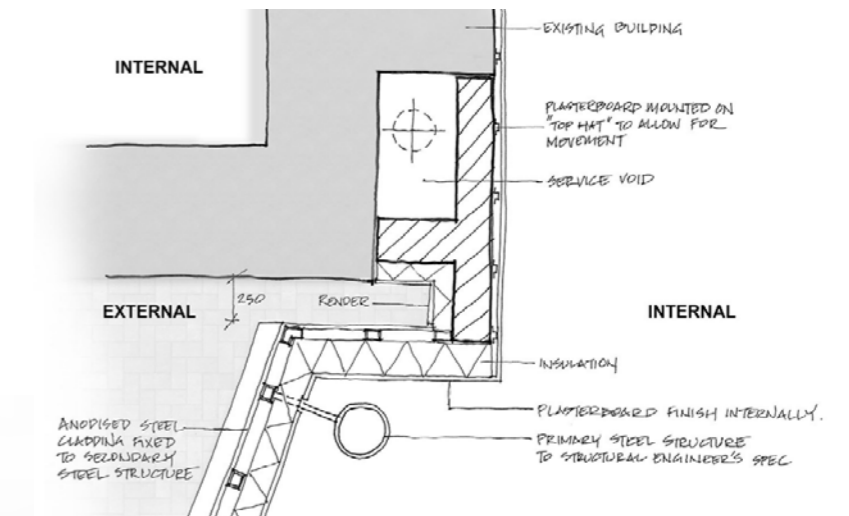 EXISTING BUILDING
INTERNAL
PLASTERBOARD MOUNTED ON
"TOP HAT" TO ALLOW FOR
MOVEMENT
SERVICE VOID
250
RENDER
EXTERNAL
INTERNAL
INSULATION
PLASTERBOARD FINISH INTERNALLY.
ANODISED STEEL
CLADDING FIXED
TO SECONDARY
STEEL STRUCTURE
PRIMARY STEEL STRUCTURE
TO STRUCTURAL ENGINEER'S SPEC